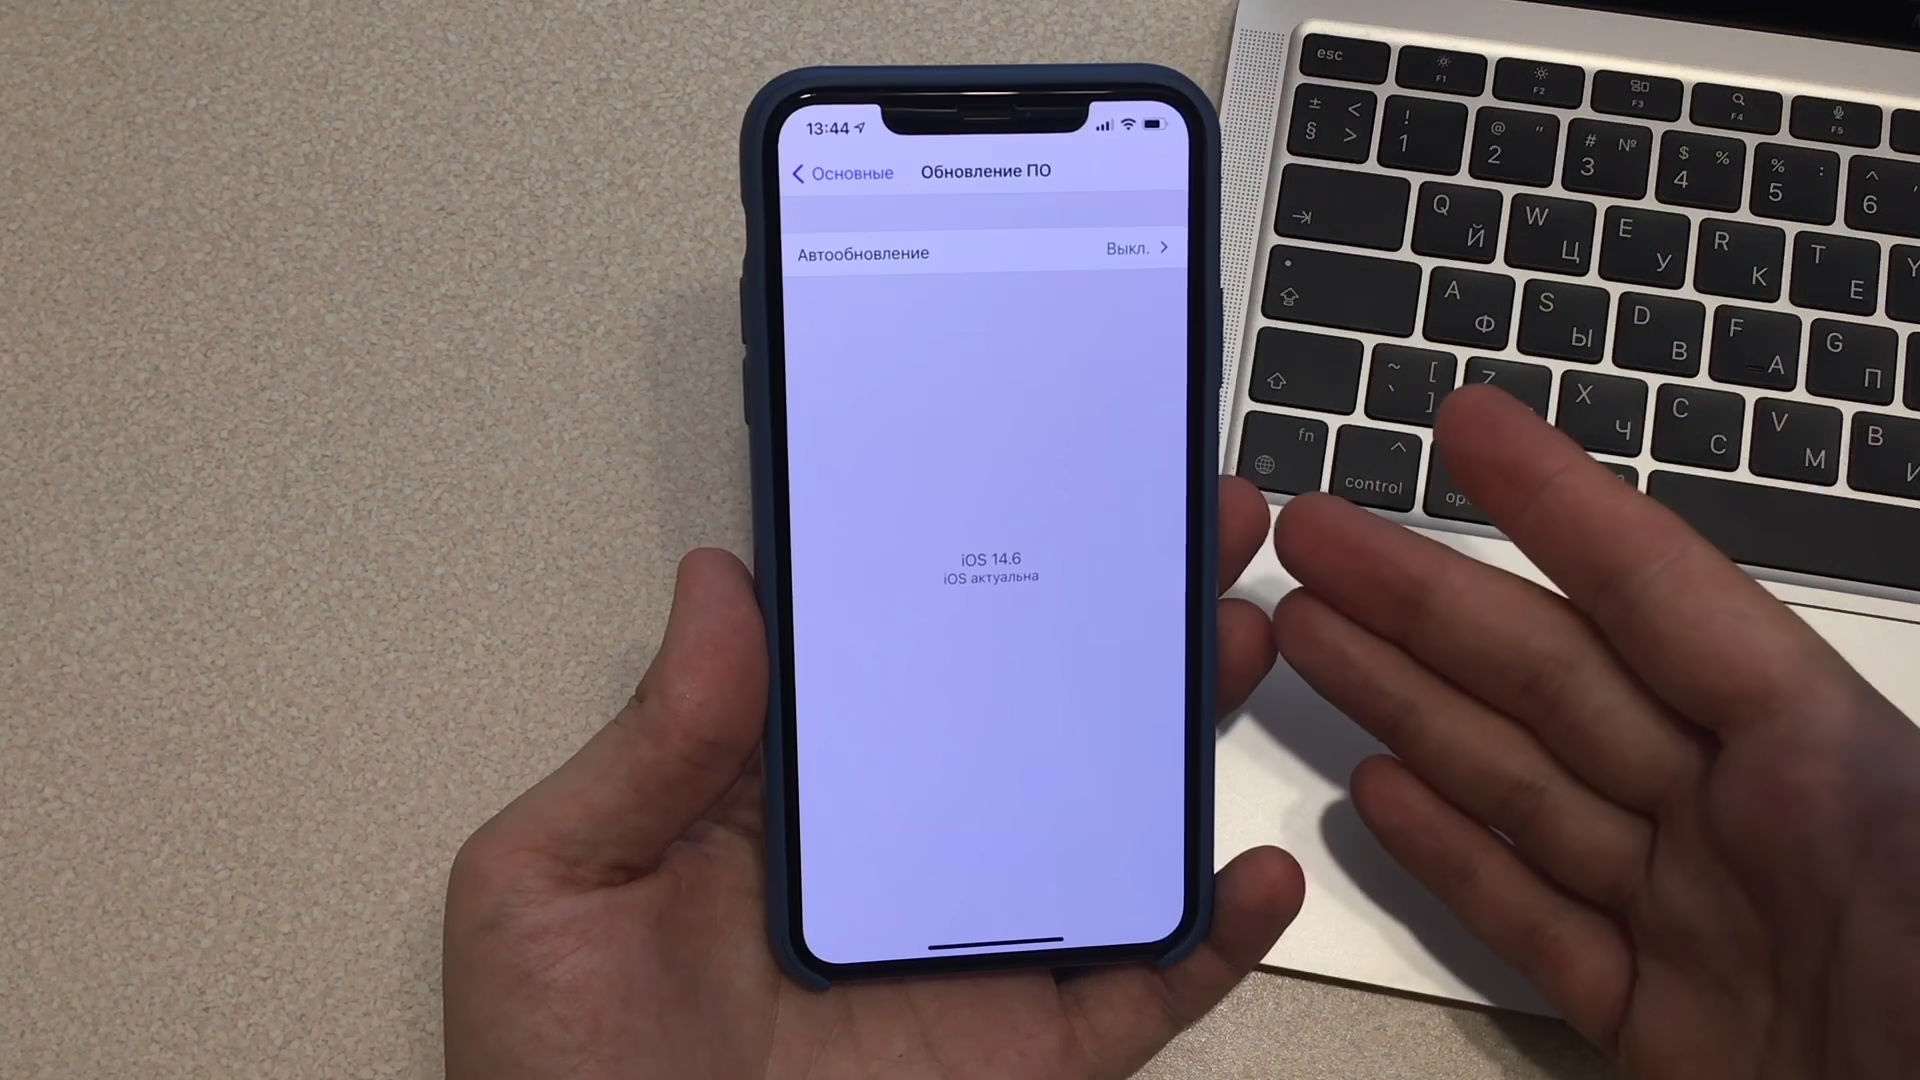 13:44
Основные
Обновление ПО
Автообновление
Выкл.
iOS 14.6
iOS актуальна
esc
F1
F2
F3
F4
F5
± <
§ >
!
1
@ "
2
# №
3
$ %
4
% :
5
^
6
Q Й
W Ц
E У
R К
T Е
Y
A Ф
S Ы
D В
F А
G П
~ [
` ]
Z
X Ч
C С
V М
B И
fn
control